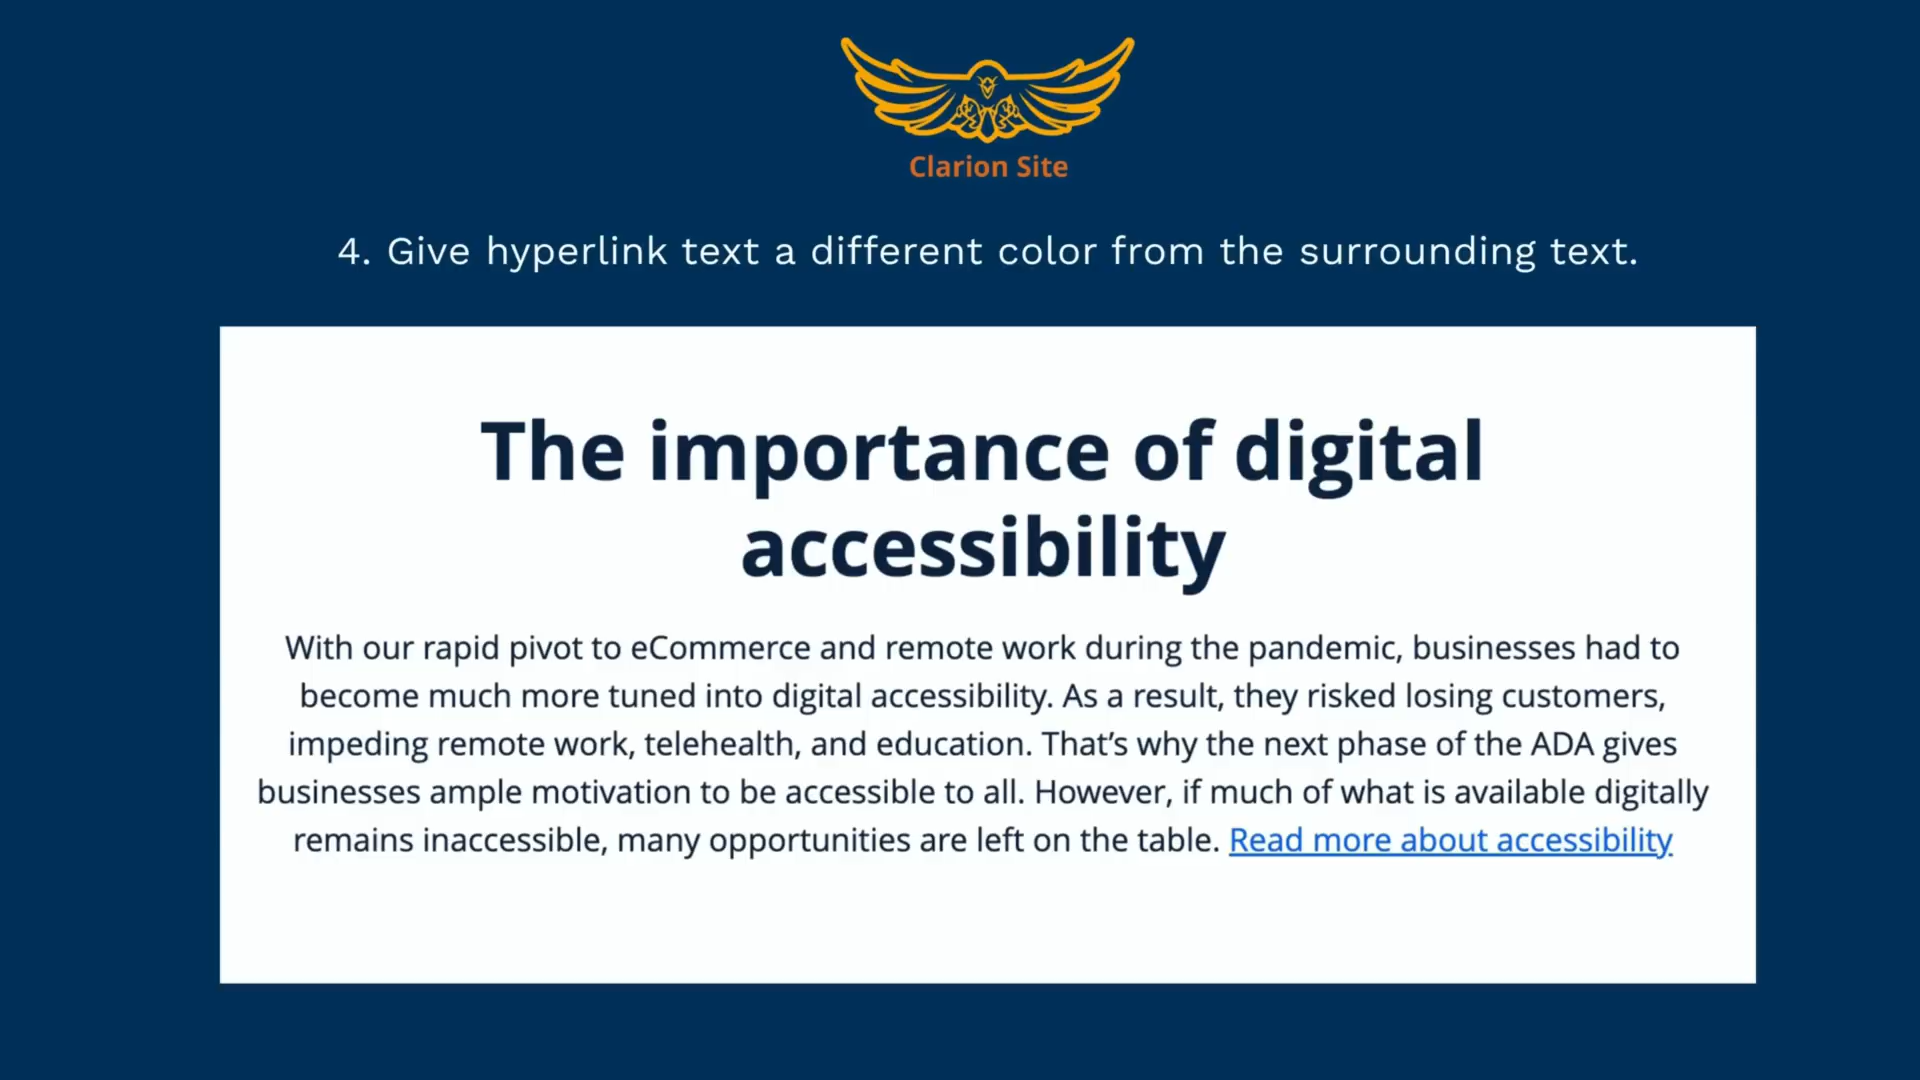 Clarion Site
4. Give hyperlink text a different color from the surrounding text.
The importance of digital
accessibility
With our rapid pivot to eCommerce and remote work during the pandemic, businesses had to
become much more tuned into digital accessibility. As a result, they risked losing customers,
impeding remote work, telehealth, and education. That’s why the next phase of the ADA gives
businesses ample motivation to be accessible to all. However, if much of what is available digitally
remains inaccessible, many opportunities are left on the table. Read more about accessibility